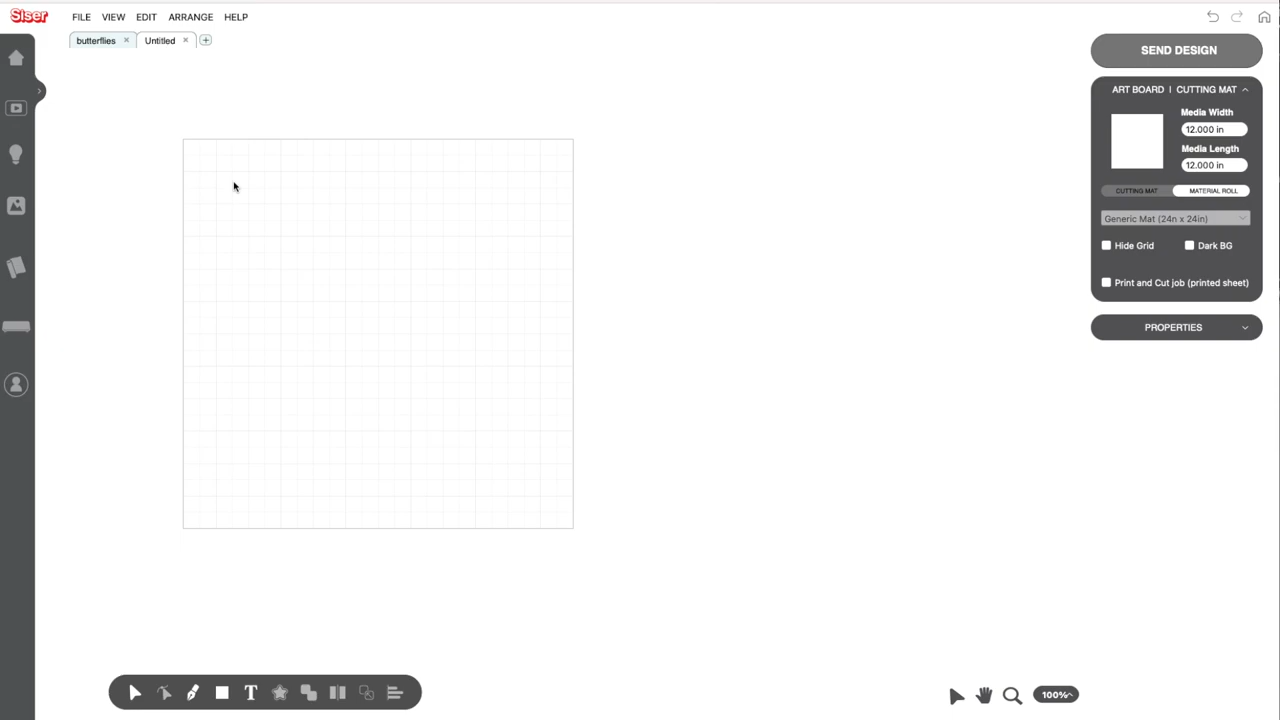 Siser
FILE VIEW EDIT ARRANGE HELP
butterflies × Untitled × +
SEND DESIGN
ART BOARD | CUTTING MAT
Media Width
12.000 in
Media Length
12.000 in
CUTTING MAT MATERIAL ROLL
Generic Mat (24n x 24in)
Hide Grid Dark BG
Print and Cut job (printed sheet)
PROPERTIES
T
100%